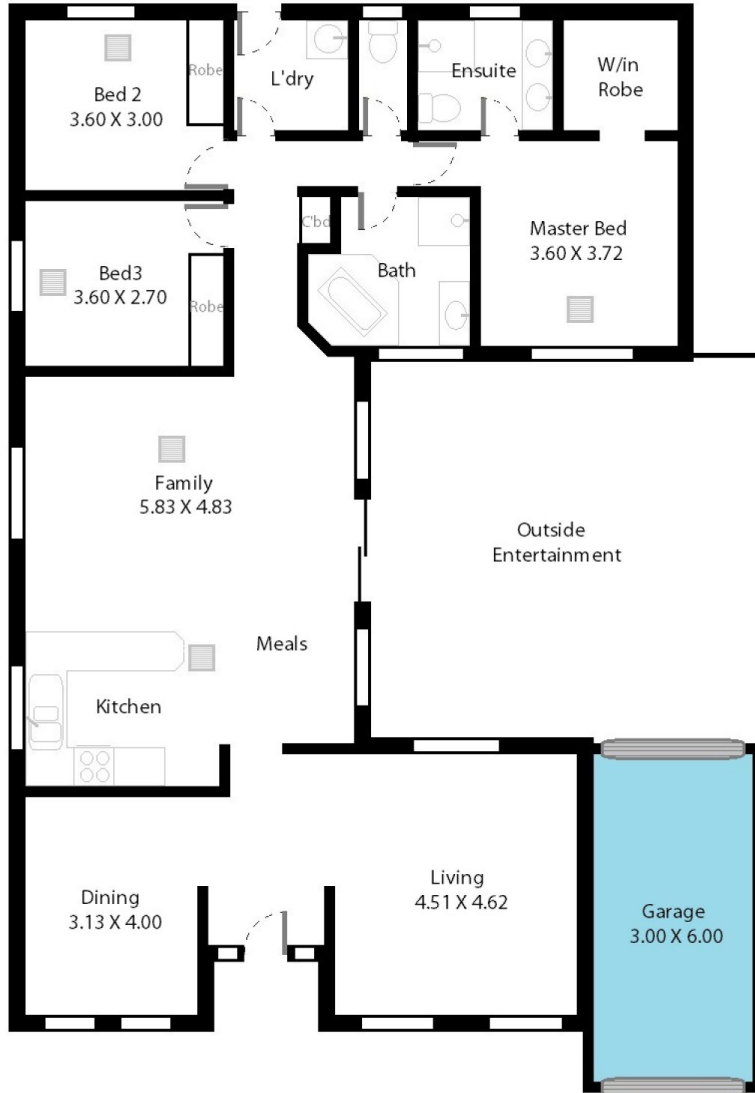 Bed 2
3.60 X 3.00
Robe
L'dry
Ensuite
W/in
Robe
Master Bed
3.60 X 3.72
C'bd
Bath
Bed3
3.60 X 2.70
Robe
Family
5.83 X 4.83
Outside
Entertainment
Meals
Kitchen
Dining
3.13 X 4.00
Living
4.51 X 4.62
Garage
3.00 X 6.00